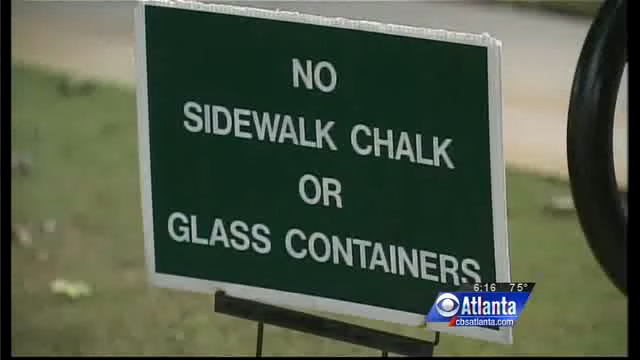 NO
SIDEWALK CHALK
OR
GLASS CONTAINERS
6:16 75°
Atlanta
cbsatlanta.com